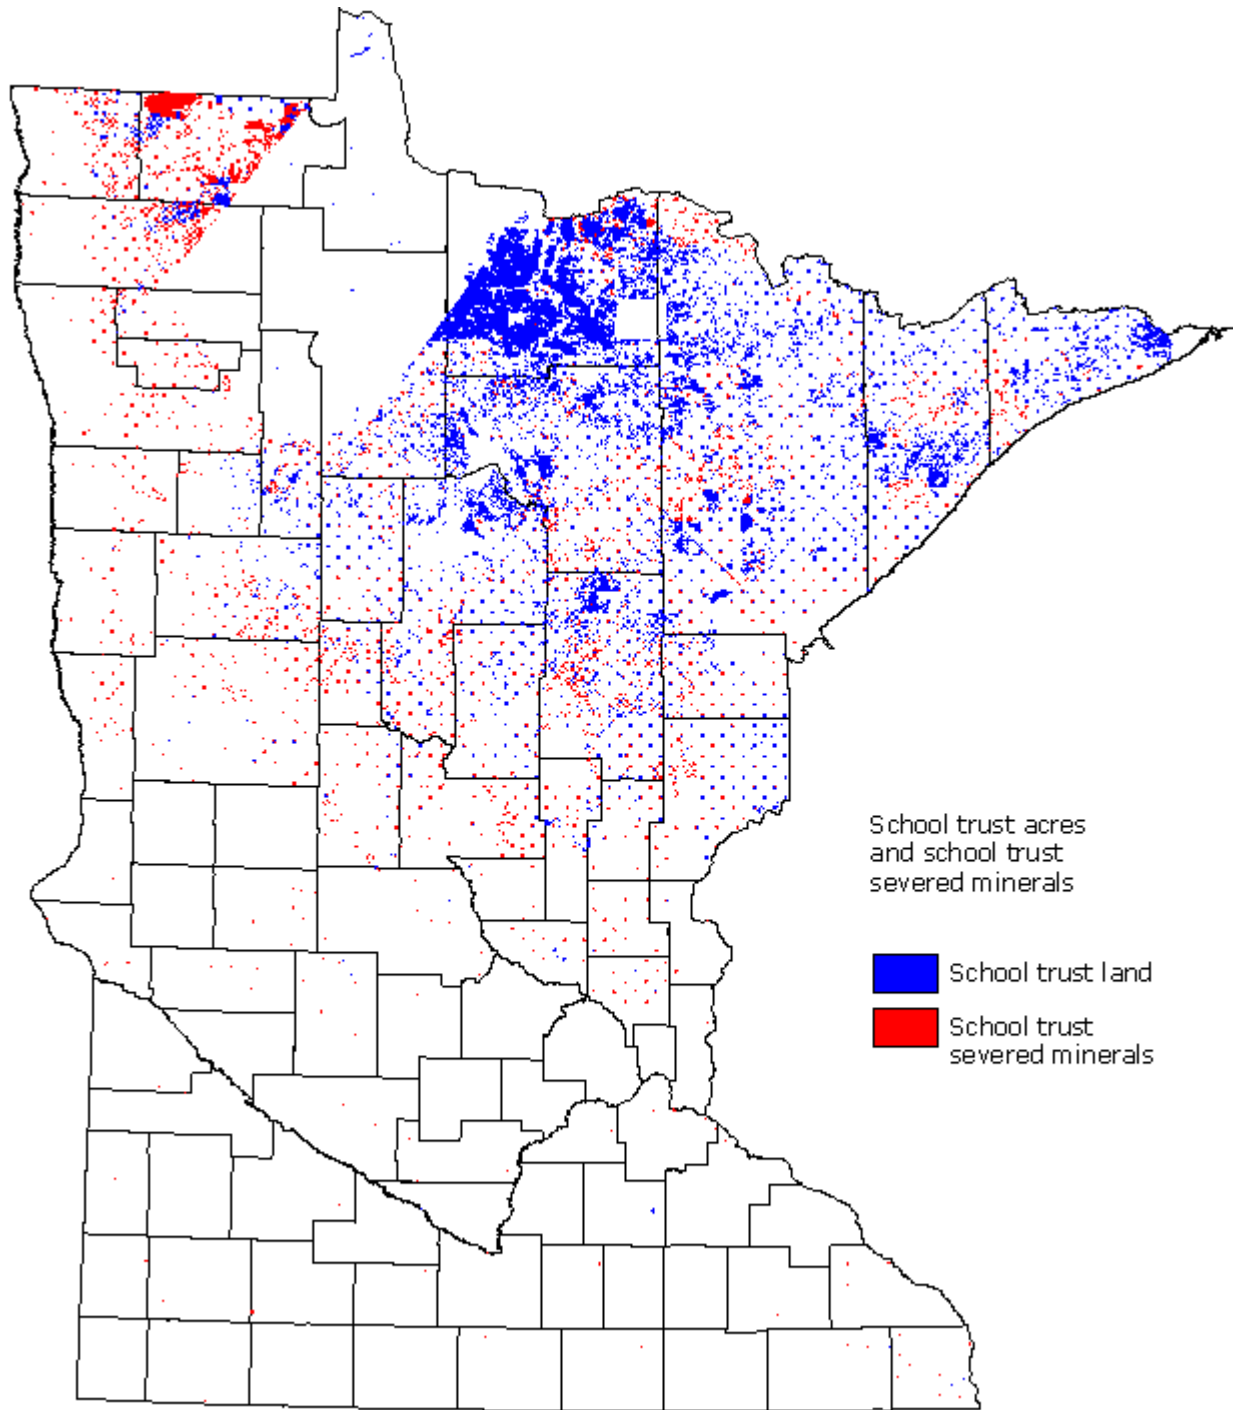 School trust acres
and school trust
severed minerals
School trust land
School trust
severed minerals